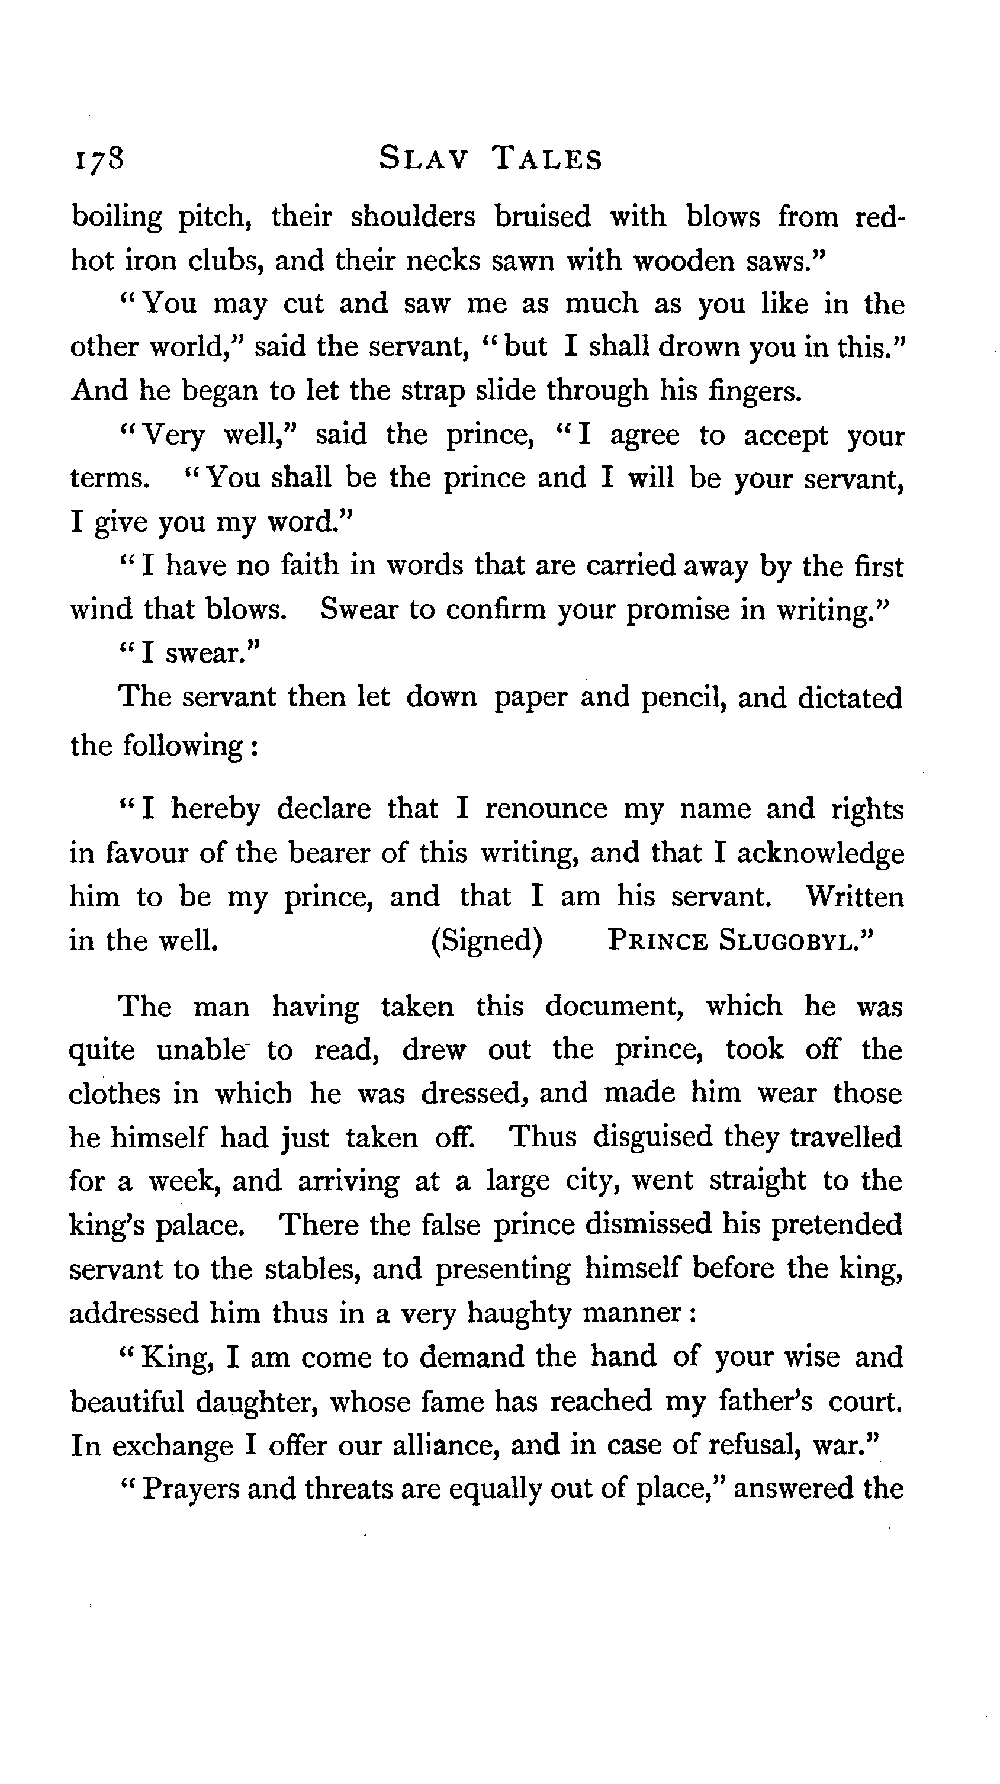 178 SLAV TALES
boiling pitch, their shoulders bruised with blows from red-
hot iron clubs, and their necks sawn with wooden saws."
"You may cut and saw me as much as you like in the
other world," said the servant, "but I shall drown you in this."
And he began to let the strap slide through his fingers.
"Very well," said the prince, "I agree to accept your
terms. "You shall be the prince and I will be your servant,
I give you my word."
"I have no faith in words that are carried away by the first
wind that blows. Swear to confirm your promise in writing."
"I swear."
The servant then let down paper and pencil, and dictated
the following :
"I hereby declare that I renounce my name and rights
in favour of the bearer of this writing, and that I acknowledge
him to be my prince, and that I am his servant. Written
in the well. (Signed) PRINCE SLUGOBYL."
The man having taken this document, which he was
quite unable to read, drew out the prince, took off the
clothes in which he was dressed, and made him wear those
he himself had just taken off. Thus disguised they travelled
for a week, and arriving at a large city, went straight to the
king's palace. There the false prince dismissed his pretended
servant to the stables, and presenting himself before the king,
addressed him thus in a very haughty manner :
"King, I am come to demand the hand of your wise and
beautiful daughter, whose fame has reached my father's court.
In exchange I offer our alliance, and in case of refusal, war."
"Prayers and threats are equally out of place," answered the